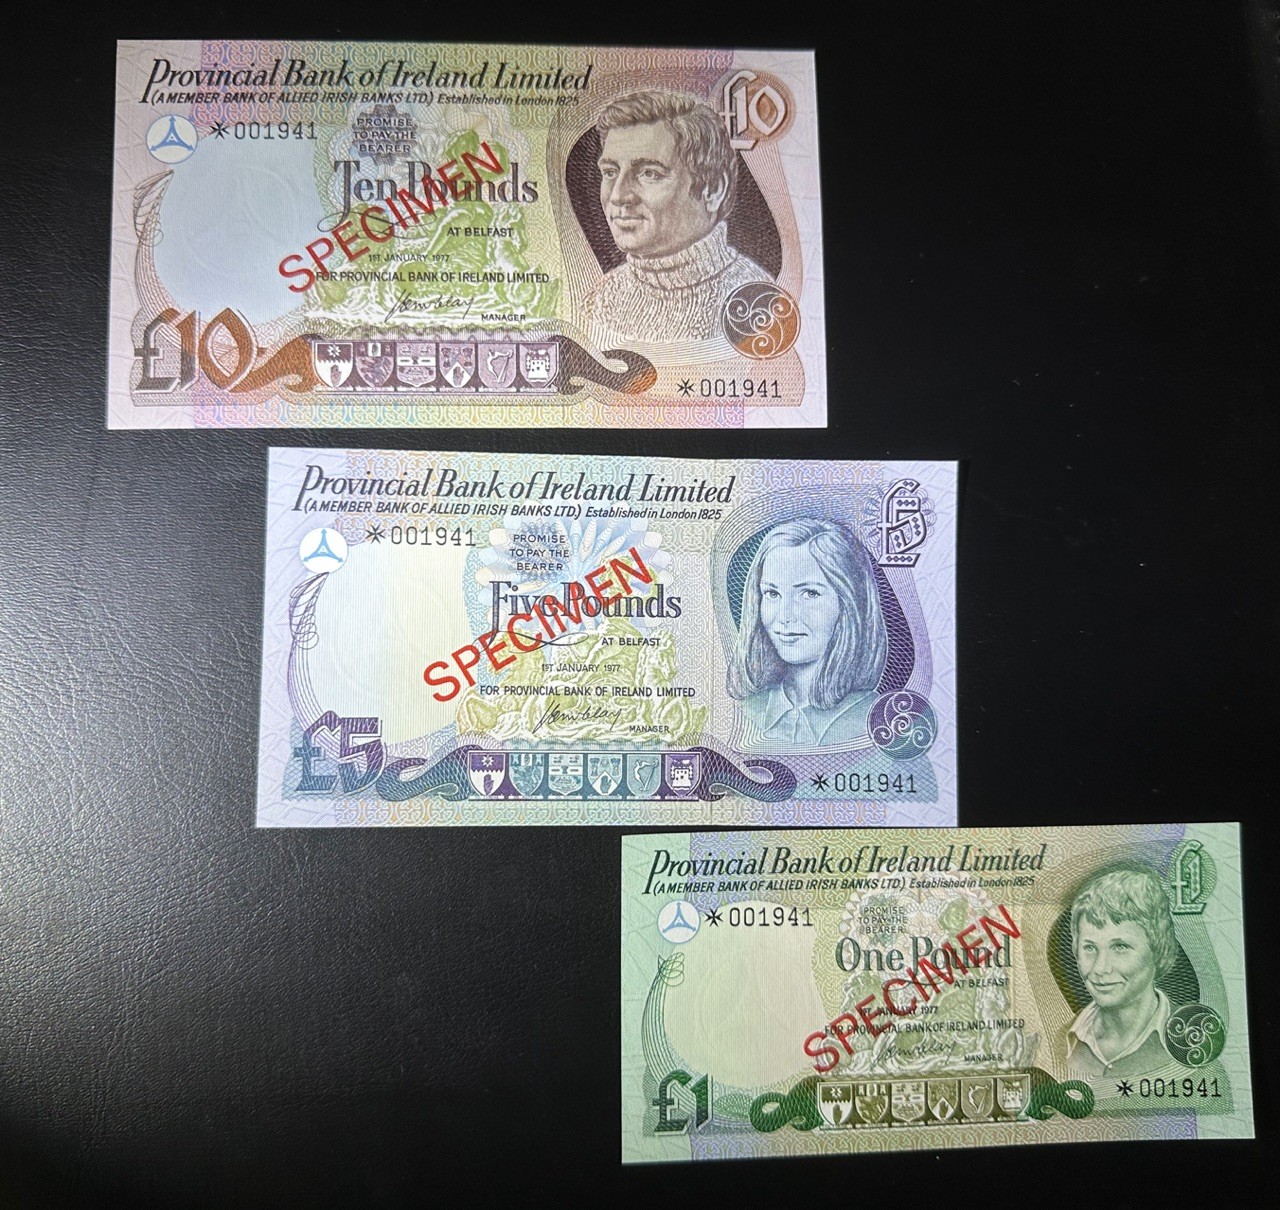 Provincial Bank of Ireland Limited
(A MEMBER BANK OF ALLIED IRISH BANKS LTD.) Established in London 1825
£10
✠001941
PROMISE
TO PAY THE
BEARER
Ten Pounds
SPECIMEN
AT BELFAST
1ST JANUARY 1977
FOR PROVINCIAL BANK OF IRELAND LIMITED
MANAGER
£10
✠001941
Provincial Bank of Ireland Limited
(A MEMBER BANK OF ALLIED IRISH BANKS LTD.) Established in London 1825
£5
✠001941
PROMISE
TO PAY THE
BEARER
Five Pounds
SPECIMEN
AT BELFAST
1ST JANUARY 1977
FOR PROVINCIAL BANK OF IRELAND LIMITED
MANAGER
£5
✠001941
Provincial Bank of Ireland Limited
(A MEMBER BANK OF ALLIED IRISH BANKS LTD.) Established in London 1825
£1
✠001941
PROMISE
TO PAY THE
BEARER
One Pound
SPECIMEN
AT BELFAST
1ST JANUARY 1977
FOR PROVINCIAL BANK OF IRELAND LIMITED
MANAGER
£1
✠001941